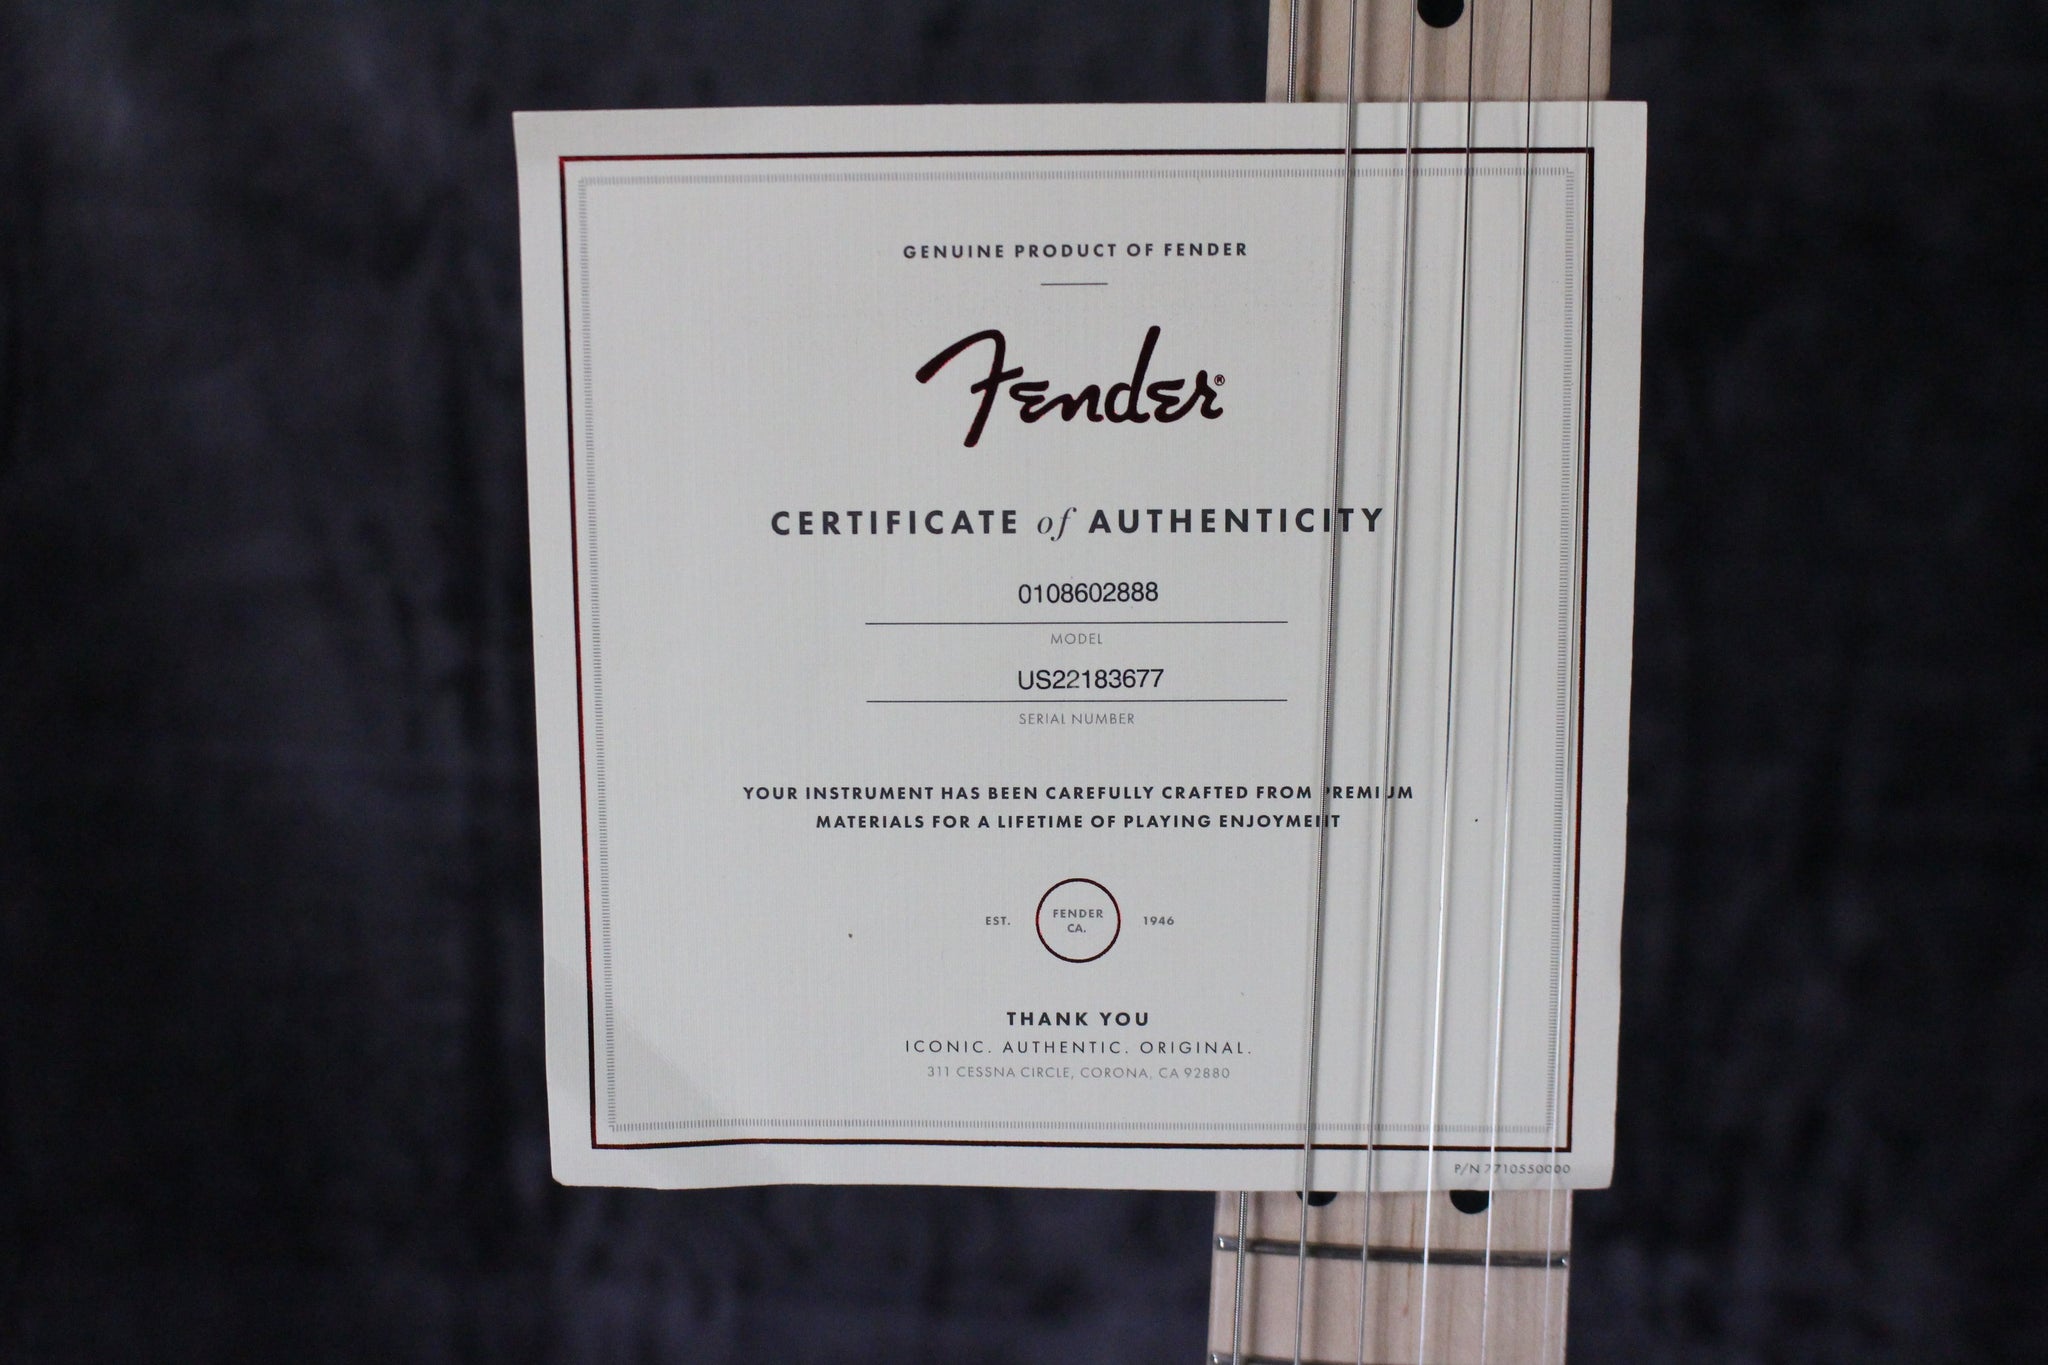 GENUINE PRODUCT OF FENDER
Fender®
CERTIFICATE of AUTHENTICITY
0108602888
MODEL
US22183677
SERIAL NUMBER
YOUR INSTRUMENT HAS BEEN CAREFULLY CRAFTED FROM PREMIUM
MATERIALS FOR A LIFETIME OF PLAYING ENJOYMENT
EST. FENDER CA. 1946
THANK YOU
ICONIC. AUTHENTIC. ORIGINAL.
311 CESSNA CIRCLE, CORONA, CA 92880
P/N 7710550000